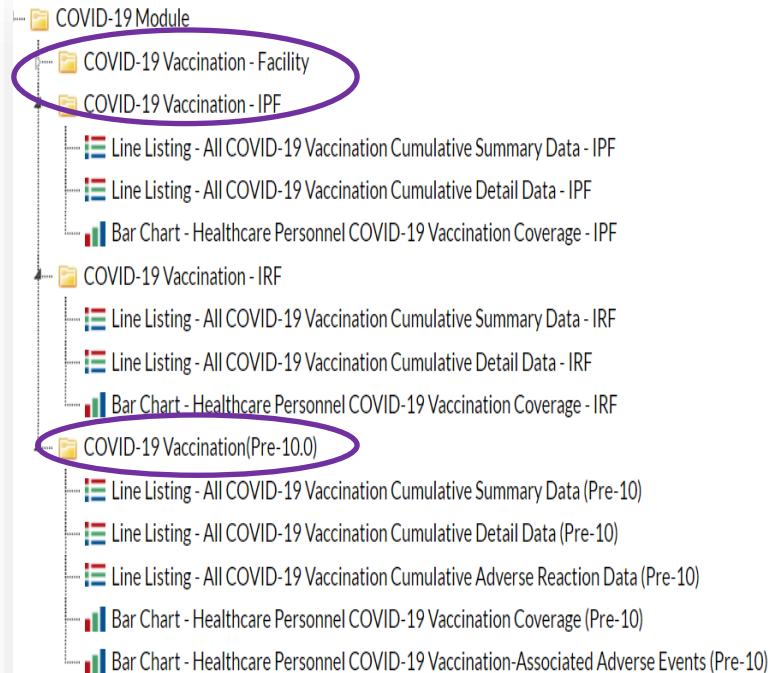 COVID-19 Module
COVID-19 Vaccination - Facility
COVID-19 Vaccination - IPF
Line Listing - All COVID-19 Vaccination Cumulative Summary Data - IPF
Line Listing - All COVID-19 Vaccination Cumulative Detail Data - IPF
Bar Chart - Healthcare Personnel COVID-19 Vaccination Coverage - IPF
COVID-19 Vaccination - IRF
Line Listing - All COVID-19 Vaccination Cumulative Summary Data - IRF
Line Listing - All COVID-19 Vaccination Cumulative Detail Data - IRF
Bar Chart - Healthcare Personnel COVID-19 Vaccination Coverage - IRF
COVID-19 Vaccination(Pre-10.0)
Line Listing - All COVID-19 Vaccination Cumulative Summary Data (Pre-10)
Line Listing - All COVID-19 Vaccination Cumulative Detail Data (Pre-10)
Line Listing - All COVID-19 Vaccination Cumulative Adverse Reaction Data (Pre-10)
Bar Chart - Healthcare Personnel COVID-19 Vaccination Coverage (Pre-10)
Bar Chart - Healthcare Personnel COVID-19 Vaccination-Associated Adverse Events (Pre-10)